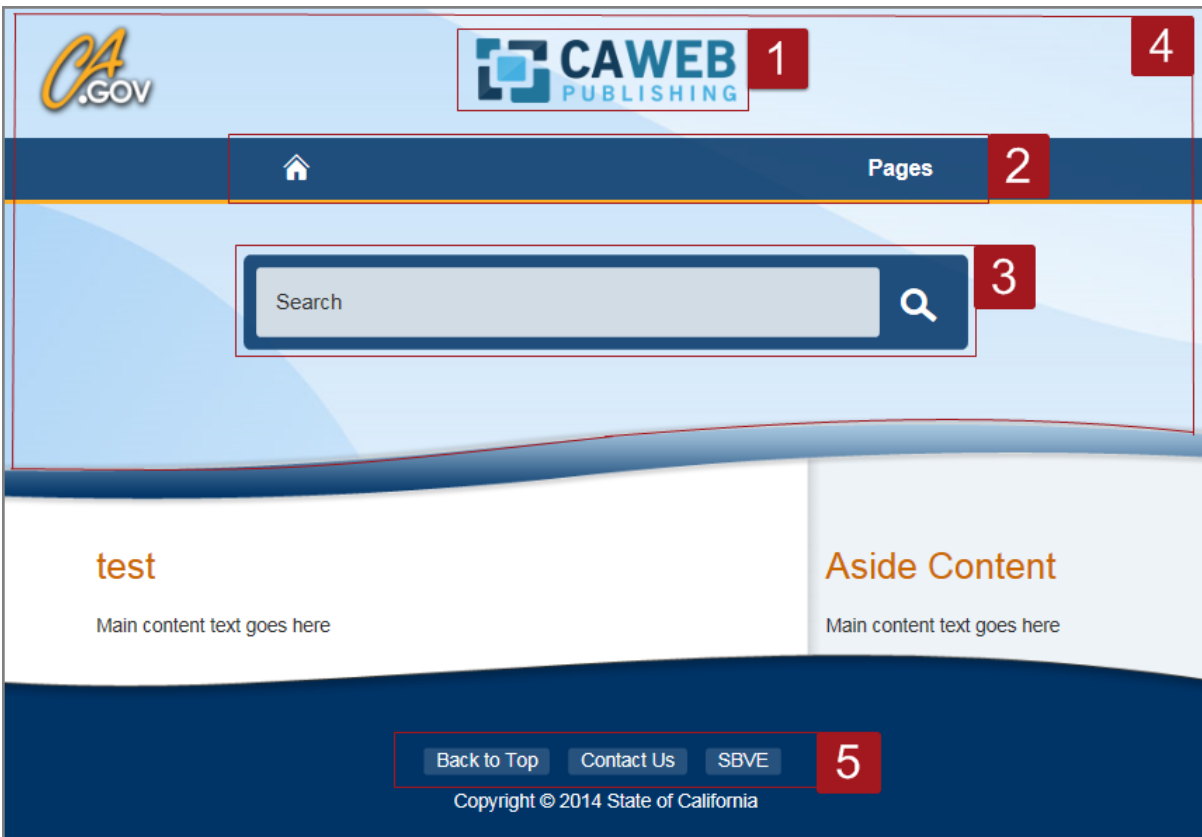 CA
.GOV
CAWEB
PUBLISHING
1
4
Pages
2
Search
3
test
Aside Content
Main content text goes here
Main content text goes here
Back to Top Contact Us SBVE
5
Copyright © 2014 State of California